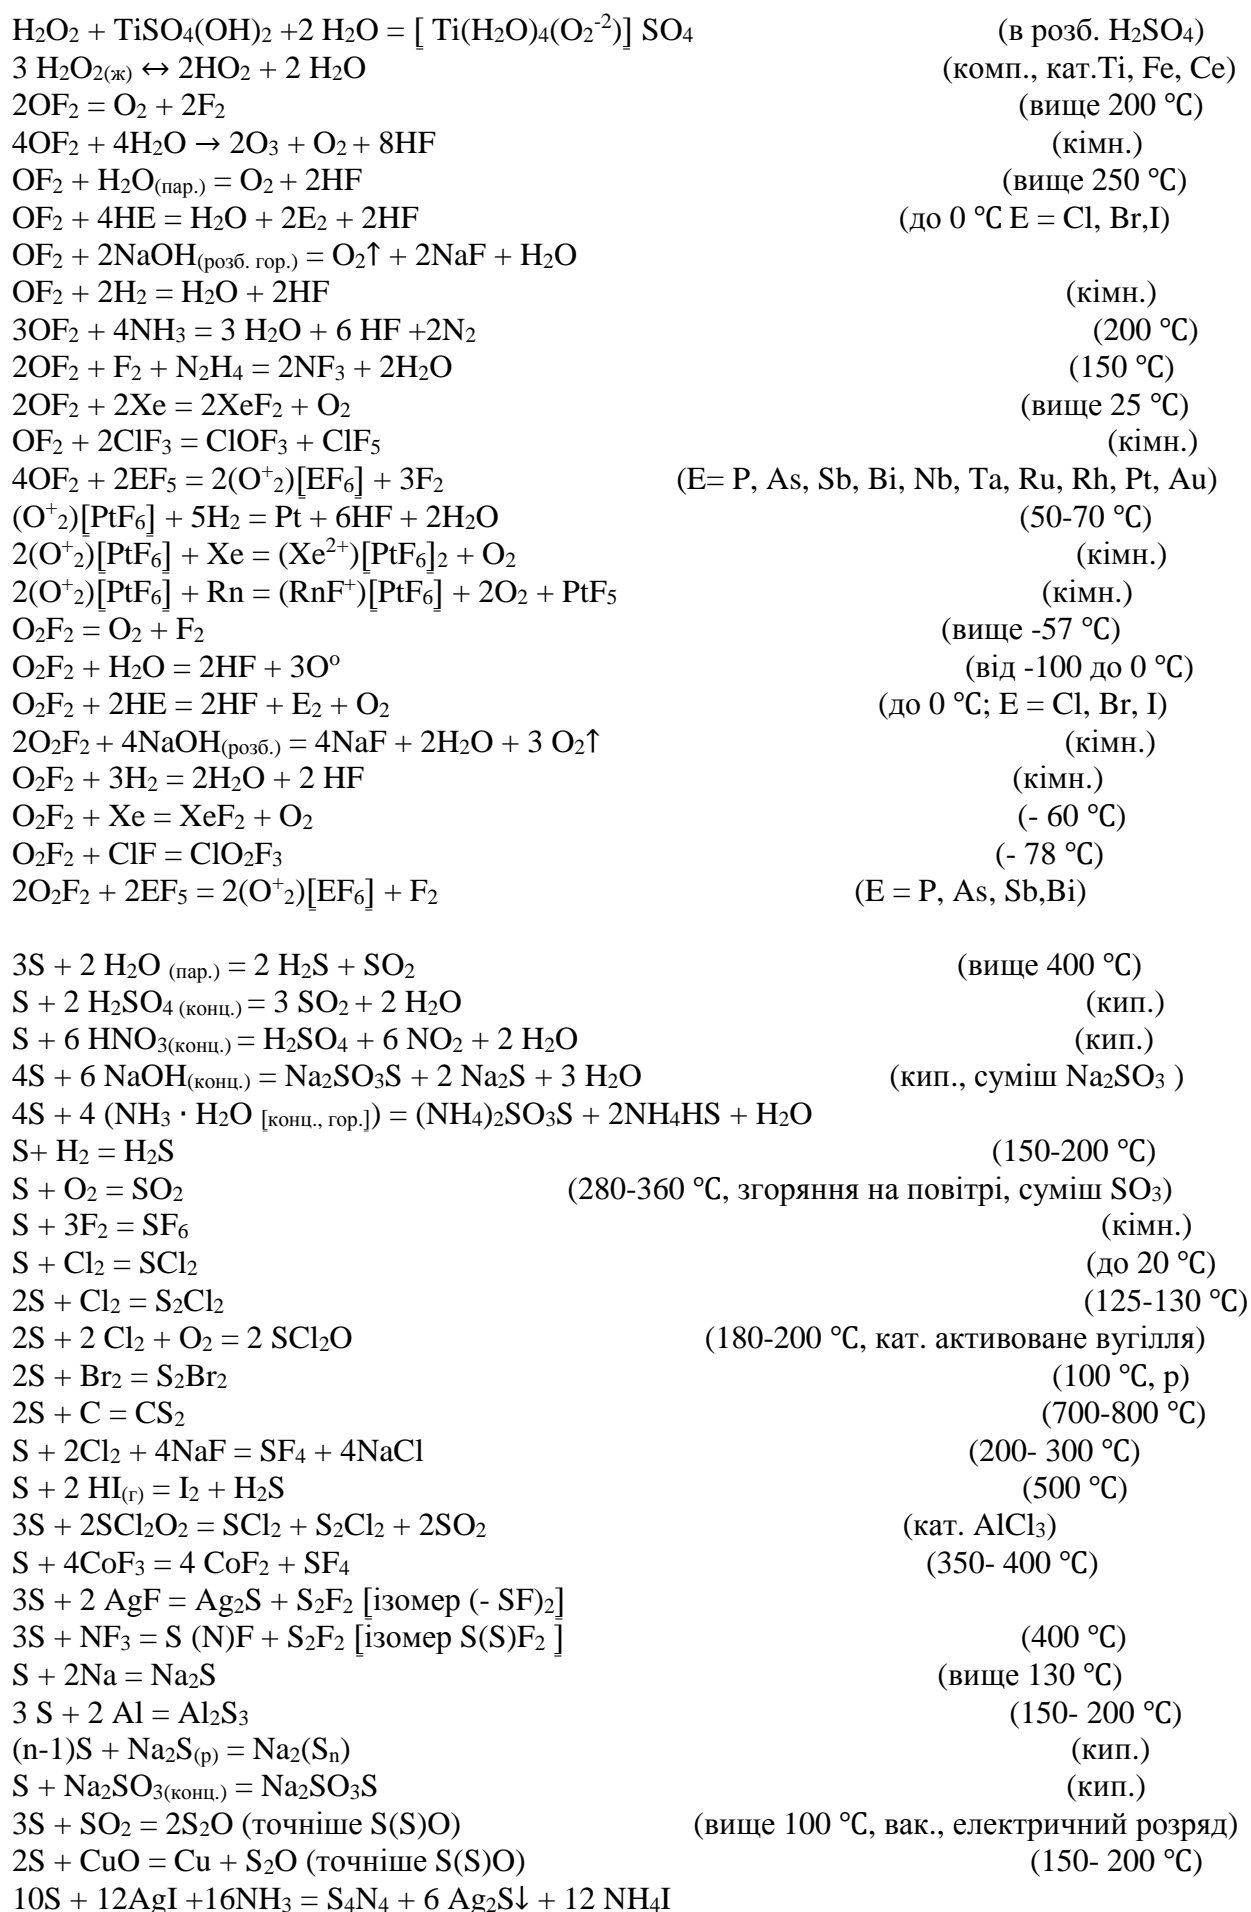 H₂O₂ + TiSO₄(OH)₂ +2 H₂O = [ Ti(H₂O)₄(O₂⁻²)] SO₄ (в розб. H₂SO₄)
3 H₂O₂₍ж₎ ↔ 2HO₂ + 2 H₂O (комп., кат.Ti, Fe, Ce)
2OF₂ = O₂ + 2F₂ (вище 200 ℃)
4OF₂ + 4H₂O → 2O₃ + O₂ + 8HF (кімн.)
OF₂ + H₂O(пар.) = O₂ + 2HF (вище 250 ℃)
OF₂ + 4HE = H₂O + 2E₂ + 2HF (до 0 ℃ E = Cl, Br,I)
OF₂ + 2NaOH(розб. гор.) = O₂↑ + 2NaF + H₂O
OF₂ + 2H₂ = H₂O + 2HF (кімн.)
3OF₂ + 4NH₃ = 3 H₂O + 6 HF +2N₂ (200 ℃)
2OF₂ + F₂ + N₂H₄ = 2NF₃ + 2H₂O (150 ℃)
2OF₂ + 2Xe = 2XeF₂ + O₂ (вище 25 ℃)
OF₂ + 2ClF₃ = ClOF₃ + ClF₅ (кімн.)
4OF₂ + 2EF₅ = 2(O⁺₂)[EF₆] + 3F₂ (E= P, As, Sb, Bi, Nb, Ta, Ru, Rh, Pt, Au)
(O⁺₂)[PtF₆] + 5H₂ = Pt + 6HF + 2H₂O (50-70 ℃)
2(O⁺₂)[PtF₆] + Xe = (Xe²⁺)[PtF₆]₂ + O₂ (кімн.)
2(O⁺₂)[PtF₆] + Rn = (RnF⁺)[PtF₆] + 2O₂ + PtF₅ (кімн.)
O₂F₂ = O₂ + F₂ (вище -57 ℃)
O₂F₂ + H₂O = 2HF + 3Oº (від -100 до 0 ℃)
O₂F₂ + 2HE = 2HF + E₂ + O₂ (до 0 ℃; E = Cl, Br, I)
2O₂F₂ + 4NaOH(розб.) = 4NaF + 2H₂O + 3 O₂↑ (кімн.)
O₂F₂ + 3H₂ = 2H₂O + 2 HF (кімн.)
O₂F₂ + Xe = XeF₂ + O₂ (- 60 ℃)
O₂F₂ + ClF = ClO₂F₃ (- 78 ℃)
2O₂F₂ + 2EF₅ = 2(O⁺₂)[EF₆] + F₂ (E = P, As, Sb,Bi)
3S + 2 H₂O (пар.) = 2 H₂S + SO₂ (вище 400 ℃)
S + 2 H₂SO₄ (конц.) = 3 SO₂ + 2 H₂O (кип.)
S + 6 HNO₃(конц.) = H₂SO₄ + 6 NO₂ + 2 H₂O (кип.)
4S + 6 NaOH(конц.) = Na₂SO₃S + 2 Na₂S + 3 H₂O (кип., суміш Na₂SO₃ )
4S + 4 (NH₃ · H₂O [конц., гор.]) = (NH₄)₂SO₃S + 2NH₄HS + H₂O
S+ H₂ = H₂S (150-200 ℃)
S + O₂ = SO₂ (280-360 ℃, згоряння на повітрі, суміш SO₃)
S + 3F₂ = SF₆ (кімн.)
S + Cl₂ = SCl₂ (до 20 ℃)
2S + Cl₂ = S₂Cl₂ (125-130 ℃)
2S + 2 Cl₂ + O₂ = 2 SCl₂O (180-200 ℃, кат. активоване вугілля)
2S + Br₂ = S₂Br₂ (100 ℃, р)
2S + C = CS₂ (700-800 ℃)
S + 2Cl₂ + 4NaF = SF₄ + 4NaCl (200- 300 ℃)
S + 2 HI(г) = I₂ + H₂S (500 ℃)
3S + 2SCl₂O₂ = SCl₂ + S₂Cl₂ + 2SO₂ (кат. AlCl₃)
S + 4CoF₃ = 4 CoF₂ + SF₄ (350- 400 ℃)
3S + 2 AgF = Ag₂S + S₂F₂ [ізомер (- SF)₂]
3S + NF₃ = S (N)F + S₂F₂ [ізомер S(S)F₂ ] (400 ℃)
S + 2Na = Na₂S (вище 130 ℃)
3 S + 2 Al = Al₂S₃ (150- 200 ℃)
(n-1)S + Na₂S(р) = Na₂(Sₙ) (кип.)
S + Na₂SO₃(конц.) = Na₂SO₃S (кип.)
3S + SO₂ = 2S₂O (точніше S(S)O) (вище 100 ℃, вак., електричний розряд)
2S + CuO = Cu + S₂O (точніше S(S)O) (150- 200 ℃)
10S + 12AgI +16NH₃ = S₄N₄ + 6 Ag₂S↓ + 12 NH₄I